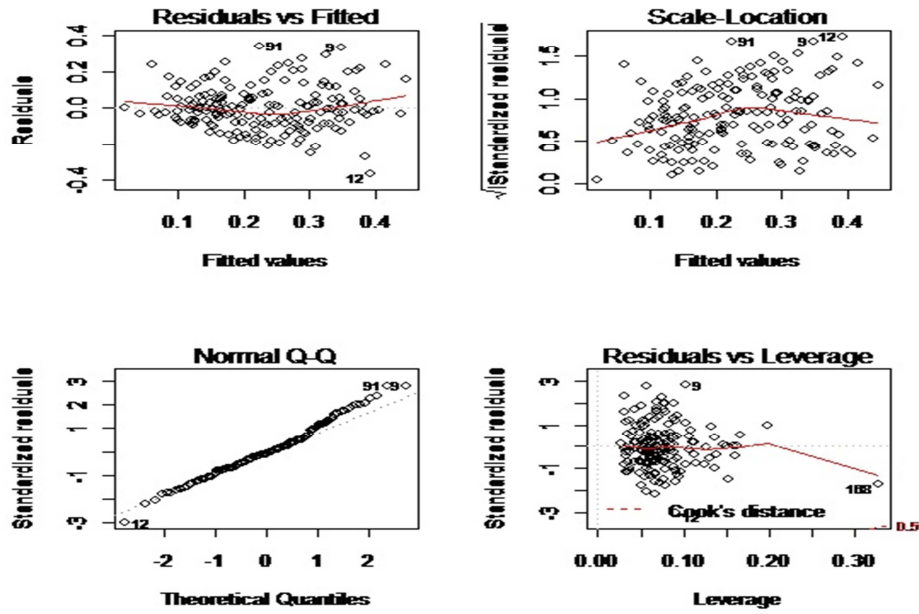 Residuals vs Fitted
Residuals
0.4
0.2
0.0
-0.4
91
9
12
0.1 0.2 0.3 0.4
Fitted values
Scale-Location
√|Standardized residuals|
1.5
1.0
0.5
0.0
91
9
12
0.1 0.2 0.3 0.4
Fitted values
Normal Q-Q
Standardized residuals
3
2
1
-1
-3
91
9
12
-2 -1 0 1 2
Theoretical Quantiles
Residuals vs Leverage
Standardized residuals
3
1
-1
-3
9
12
168
Cook's distance
0.5
0.00 0.10 0.20 0.30
Leverage